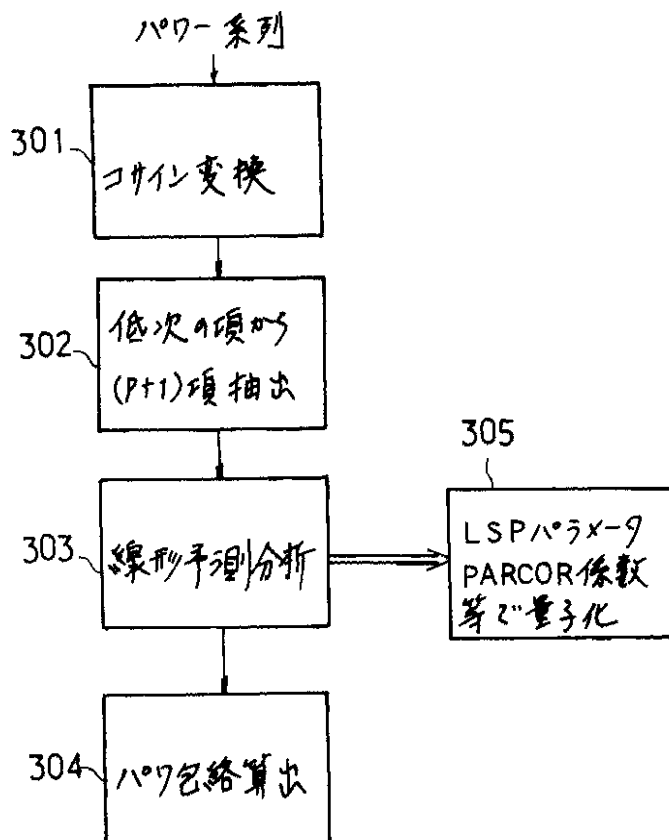 パワー系列
301
コサイン変換
302
低次の項から
(P+1)項抽出
303
線形予測分析
305
LSPパラメータ
PARCOR係数
等で量子化
304
パワ包絡算出